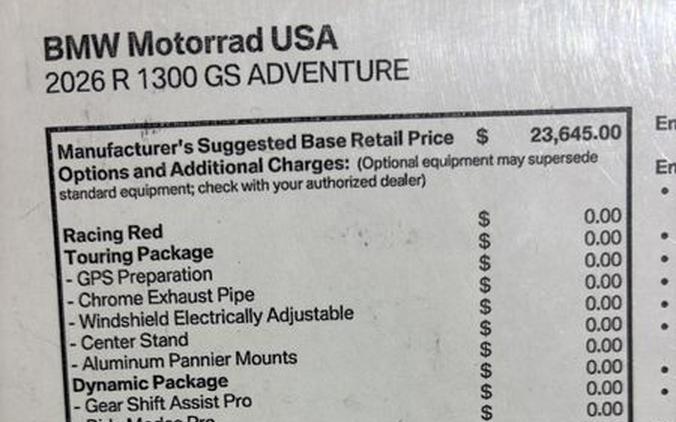 BMW Motorrad USA
2026 R 1300 GS ADVENTURE
Manufacturer's Suggested Base Retail Price $ 23,645.00
Options and Additional Charges: (Optional equipment may supersede
standard equipment; check with your authorized dealer)
Racing Red $ 0.00
Touring Package $ 0.00
- GPS Preparation $ 0.00
- Chrome Exhaust Pipe $ 0.00
- Windshield Electrically Adjustable $ 0.00
- Center Stand $ 0.00
- Aluminum Pannier Mounts $ 0.00
Dynamic Package $ 0.00
- Gear Shift Assist Pro $ 0.00
- Ride Modes Pro $ 0.00